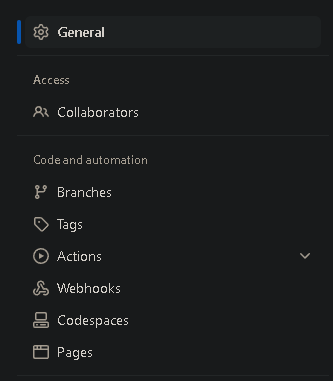 General
Access
Collaborators
Code and automation
Branches
Tags
Actions
Webhooks
Codespaces
Pages